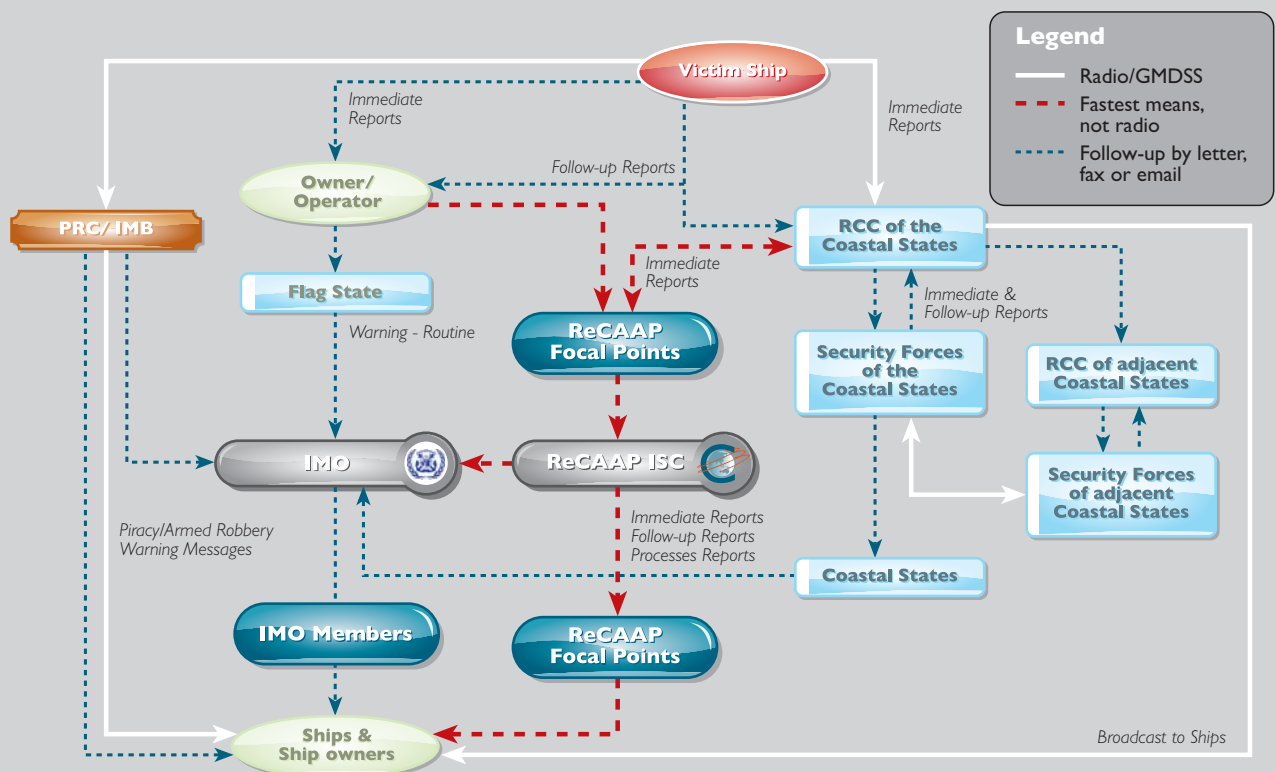 Legend
Radio/GMDSS
Fastest means,
not radio
Follow-up by letter,
fax or email
Victim Ship
Immediate
Reports
Immediate
Reports
Follow-up Reports
Owner/
Operator
PRC/ IMB
RCC of the
Coastal States
Immediate
Reports
Flag State
Immediate &
Follow-up Reports
Warning - Routine
ReCAAP
Focal Points
Security Forces
of the
Coastal States
RCC of adjacent
Coastal States
IMO
ReCAAP ISC
Security Forces
of adjacent
Coastal States
Piracy/Armed Robbery
Warning Messages
Immediate Reports
Follow-up Reports
Processes Reports
Coastal States
IMO Members
ReCAAP
Focal Points
Ships &
Ship owners
Broadcast to Ships